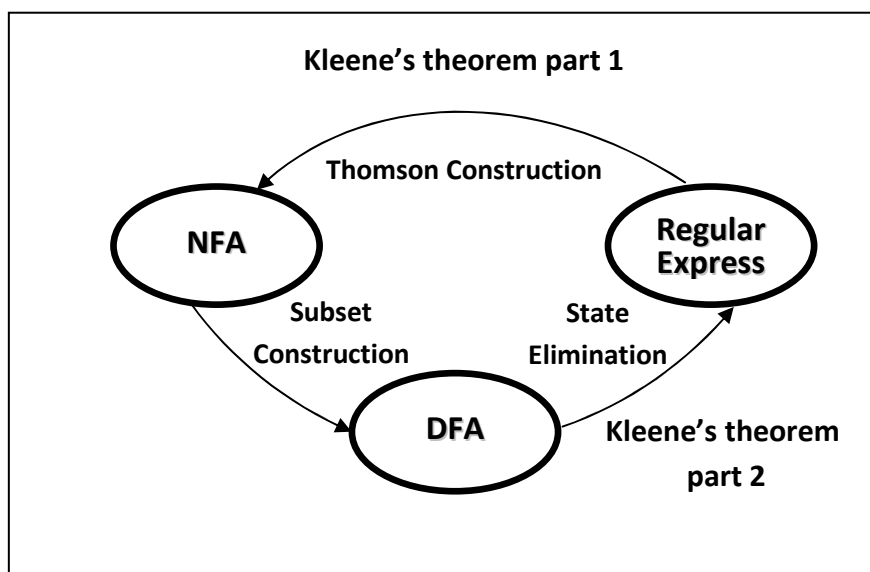 Kleene’s theorem part 1
Thomson Construction
NFA
Regular
Express
Subset
Construction
State
Elimination
DFA
Kleene’s theorem
part 2